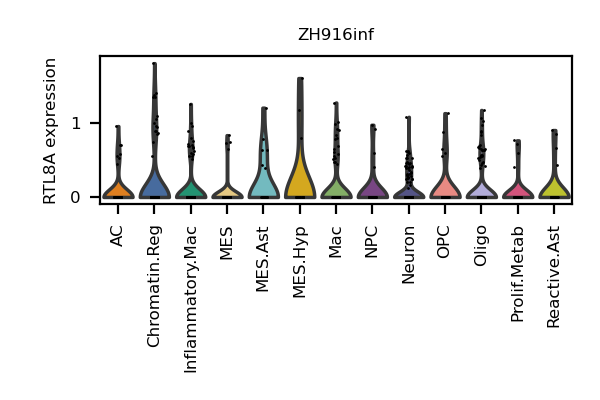 ZH916inf
RTL8A expression
1
0
AC
Chromatin.Reg
Inflammatory.Mac
MES
MES.Ast
MES.Hyp
Mac
NPC
Neuron
OPC
Oligo
Prolif.Metab
Reactive.Ast